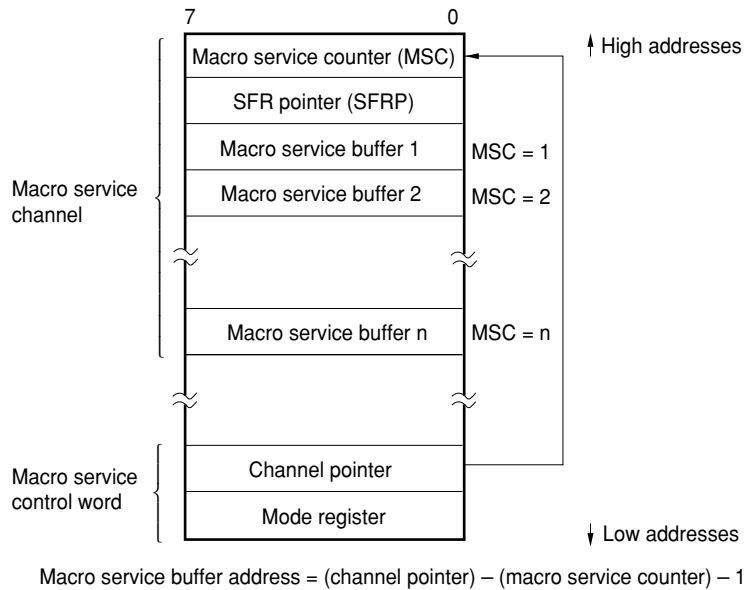 7 0
High addresses
Macro service counter (MSC)
SFR pointer (SFRP)
Macro service buffer 1 MSC = 1
Macro service channel
Macro service buffer 2 MSC = 2
Macro service buffer n MSC = n
Macro service control word
Channel pointer
Mode register
Low addresses
Macro service buffer address = (channel pointer) – (macro service counter) – 1